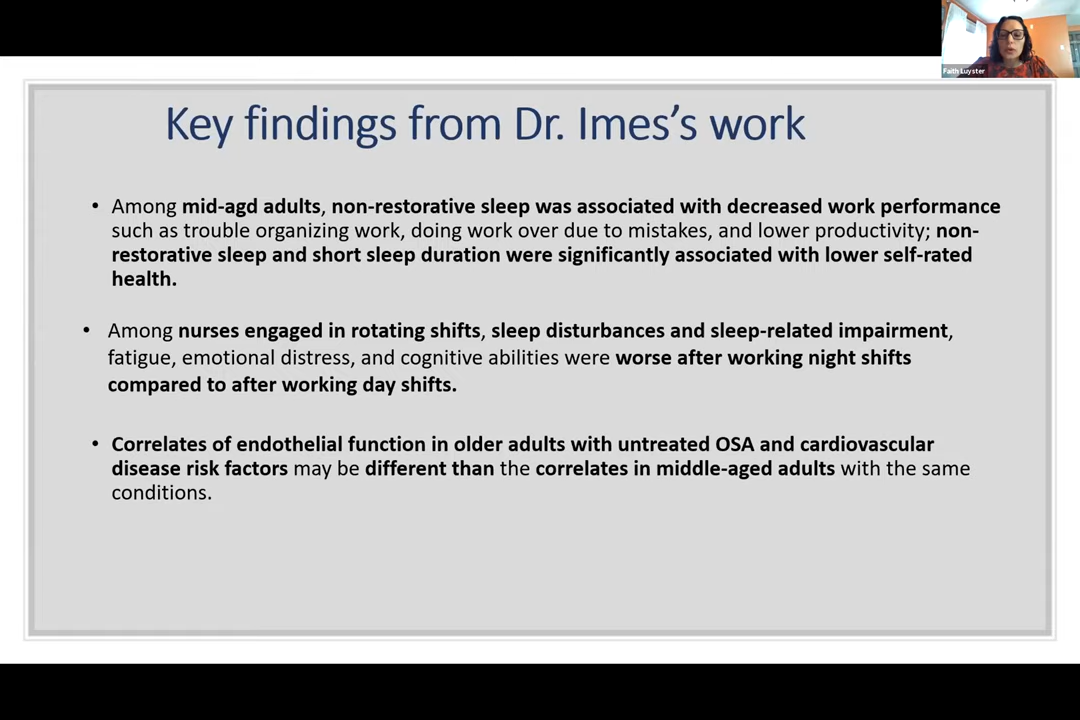 Faith Luyster
Key findings from Dr. Imes's work
• Among mid-agd adults, non-restorative sleep was associated with decreased work performance
such as trouble organizing work, doing work over due to mistakes, and lower productivity; non-
restorative sleep and short sleep duration were significantly associated with lower self-rated
health.
• Among nurses engaged in rotating shifts, sleep disturbances and sleep-related impairment,
fatigue, emotional distress, and cognitive abilities were worse after working night shifts
compared to after working day shifts.
• Correlates of endothelial function in older adults with untreated OSA and cardiovascular
disease risk factors may be different than the correlates in middle-aged adults with the same
conditions.